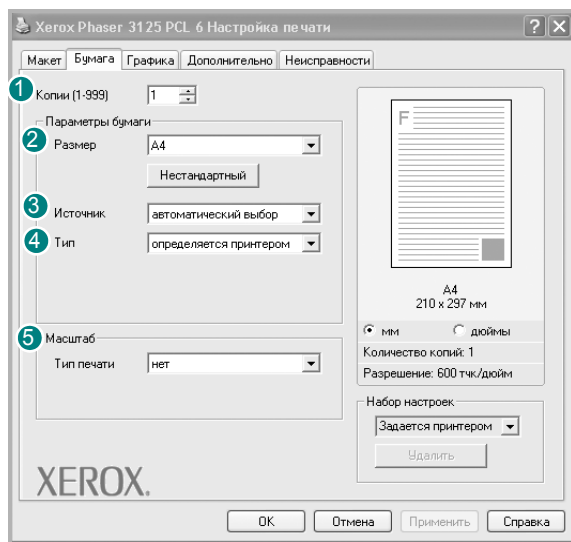 Xerox Phaser 3125 PCL 6 Настройка печати
Макет Бумага Графика Дополнительно Неисправности
1 Копии (1-999) 1
Параметры бумаги
2 Размер A4
Нестандартный
3 Источник автоматический выбор
4 Тип определяется принтером
5 Масштаб
Тип печати нет
F
A4
210 x 297 мм
мм дюймы
Количество копий: 1
Разрешение: 600 тчк/дюйм
Набор настроек
Задается принтером
Удалить
XEROX.
OK Отмена Применить Справка